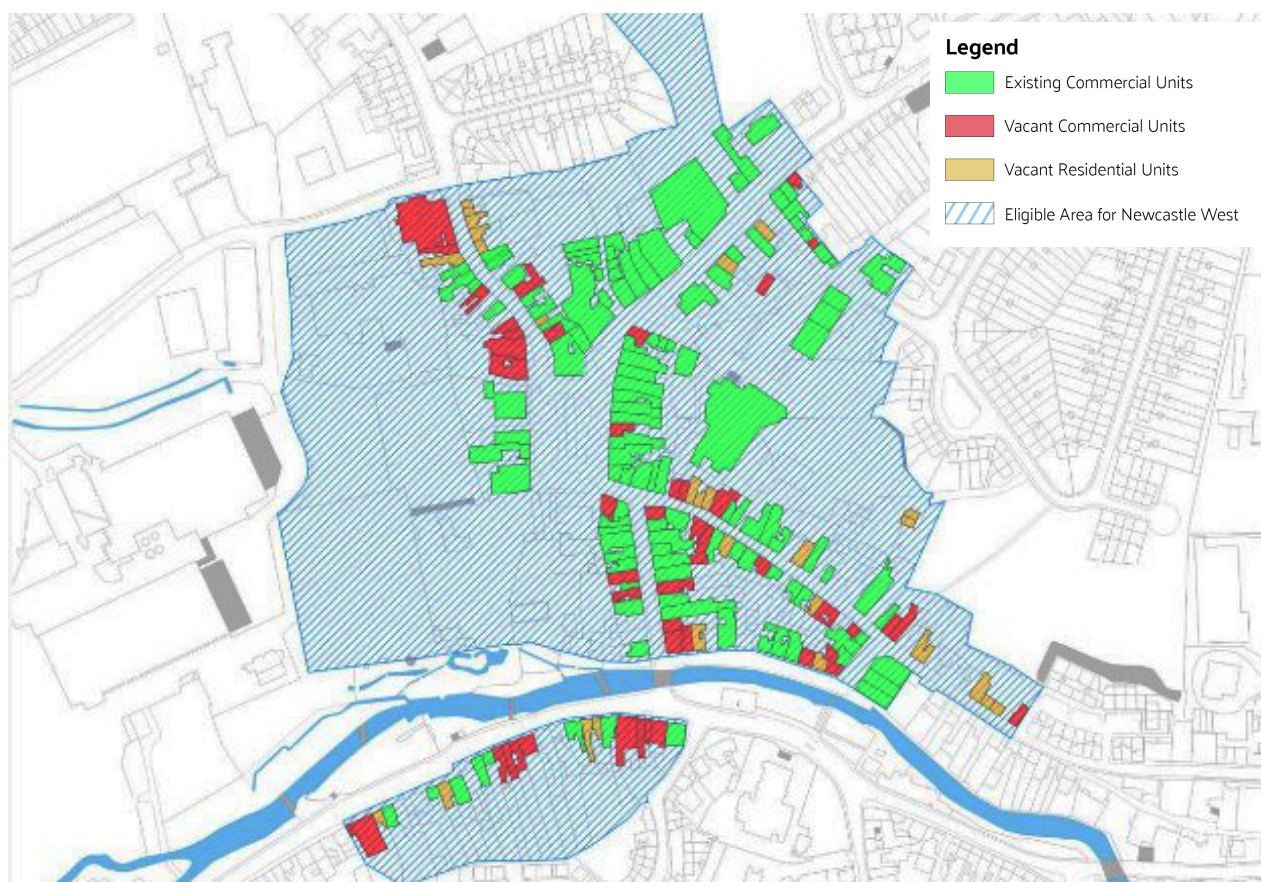 Legend
Existing Commercial Units
Vacant Commercial Units
Vacant Residential Units
Eligible Area for Newcastle West